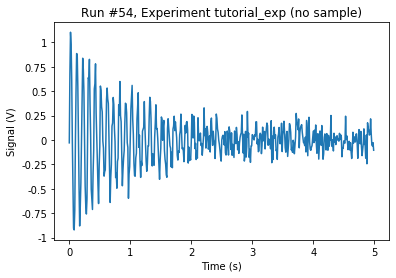 Run #54, Experiment tutorial_exp (no sample)
1
0.75
0.5
0.25
0
-0.25
-0.5
-0.75
-1
Signal (V)
0 1 2 3 4 5
Time (s)